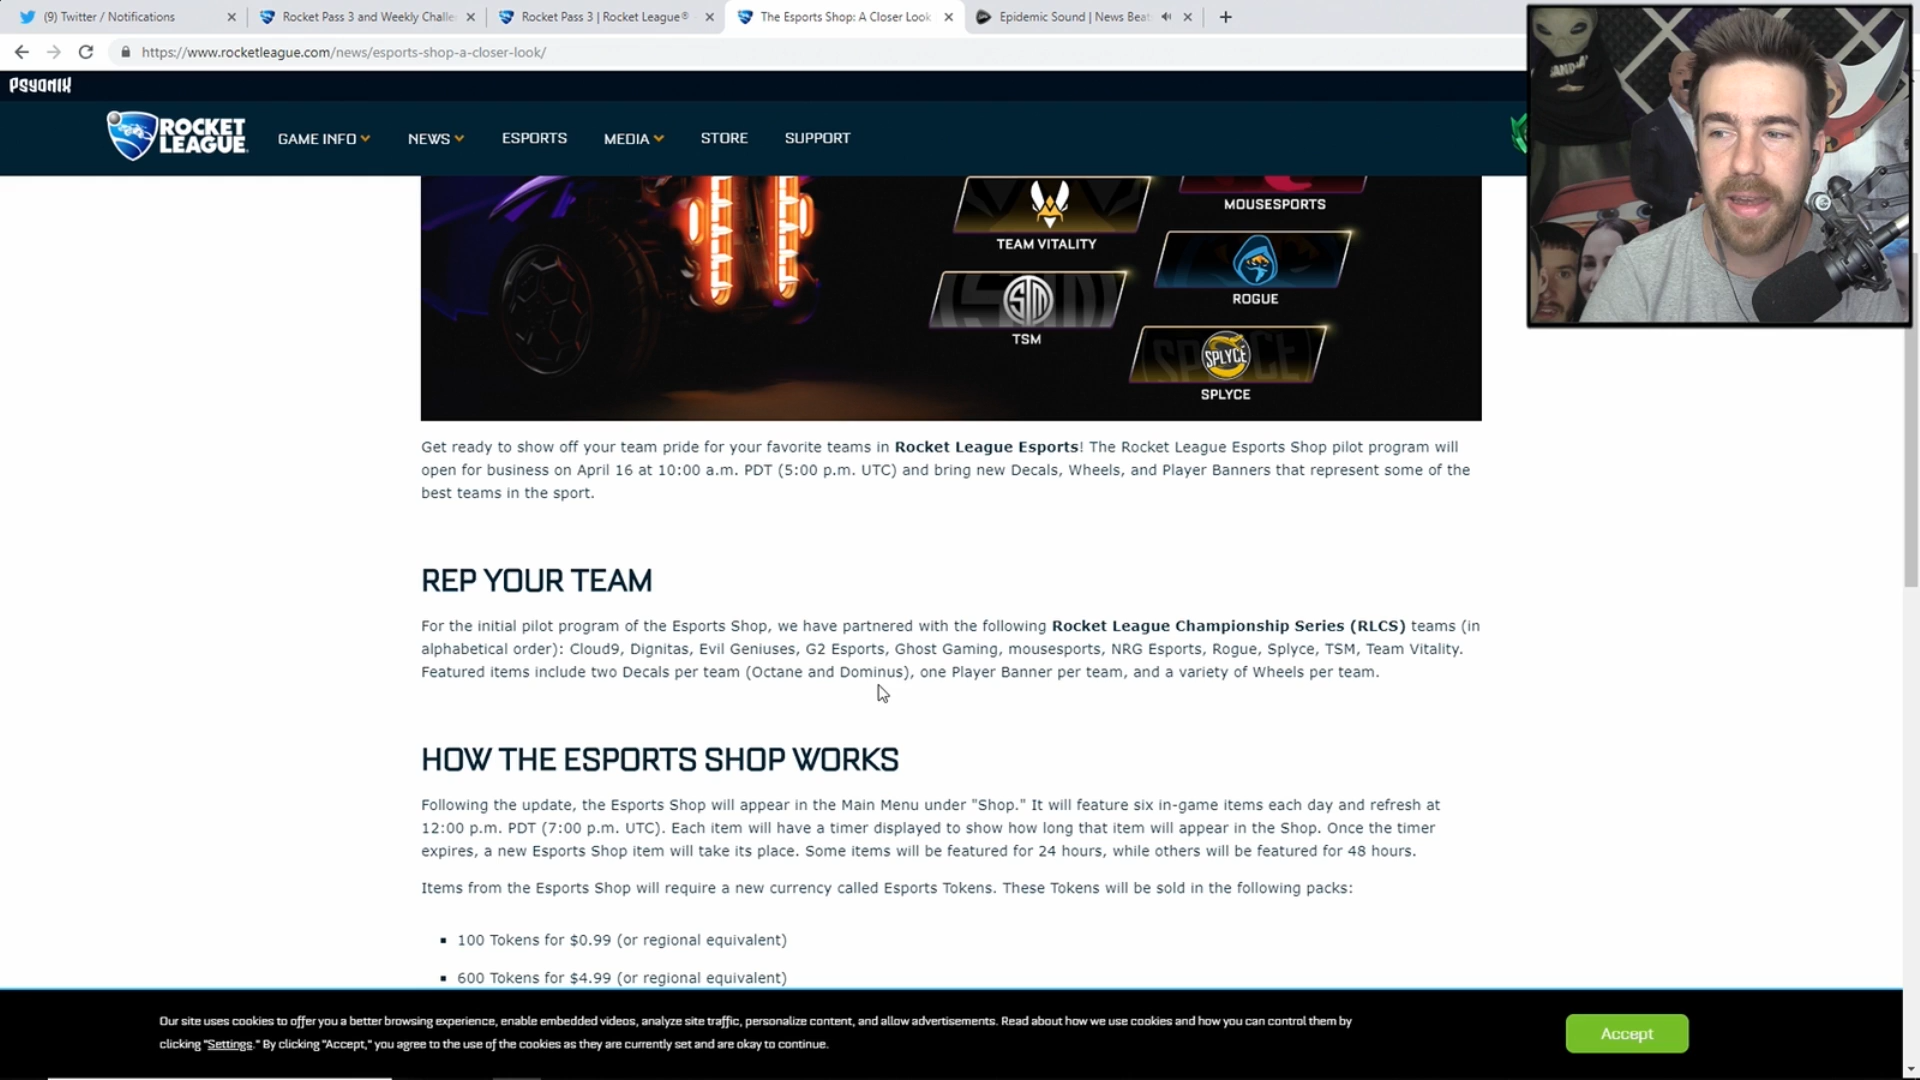 (9) Twitter / Notifications
Rocket Pass 3 and Weekly Challe
Rocket Pass 3 | Rocket League®
The Esports Shop: A Closer Look
Epidemic Sound | News Beat
https://www.rocketleague.com/news/esports-shop-a-closer-look/
PSYONIX
ROCKET LEAGUE
GAME INFO
NEWS
ESPORTS
MEDIA
STORE
SUPPORT
MOUSESPORTS
TEAM VITALITY
ROGUE
TSM
SPLYCE
SPLYCE
Get ready to show off your team pride for your favorite teams in Rocket League Esports! The Rocket League Esports Shop pilot program will
open for business on April 16 at 10:00 a.m. PDT (5:00 p.m. UTC) and bring new Decals, Wheels, and Player Banners that represent some of the
best teams in the sport.
REP YOUR TEAM
For the initial pilot program of the Esports Shop, we have partnered with the following Rocket League Championship Series (RLCS) teams (in
alphabetical order): Cloud9, Dignitas, Evil Geniuses, G2 Esports, Ghost Gaming, mousesports, NRG Esports, Rogue, Splyce, TSM, Team Vitality.
Featured items include two Decals per team (Octane and Dominus), one Player Banner per team, and a variety of Wheels per team.
HOW THE ESPORTS SHOP WORKS
Following the update, the Esports Shop will appear in the Main Menu under "Shop." It will feature six in-game items each day and refresh at
12:00 p.m. PDT (7:00 p.m. UTC). Each item will have a timer displayed to show how long that item will appear in the Shop. Once the timer
expires, a new Esports Shop item will take its place. Some items will be featured for 24 hours, while others will be featured for 48 hours.
Items from the Esports Shop will require a new currency called Esports Tokens. These Tokens will be sold in the following packs:
100 Tokens for $0.99 (or regional equivalent)
600 Tokens for $4.99 (or regional equivalent)
Our site uses cookies to offer you a better browsing experience, enable embedded videos, analyze site traffic, personalize content, and allow advertisements. Read about how we use cookies and how you can control them by
clicking "Settings." By clicking "Accept," you agree to the use of the cookies as they are currently set and are okay to continue.
Accept